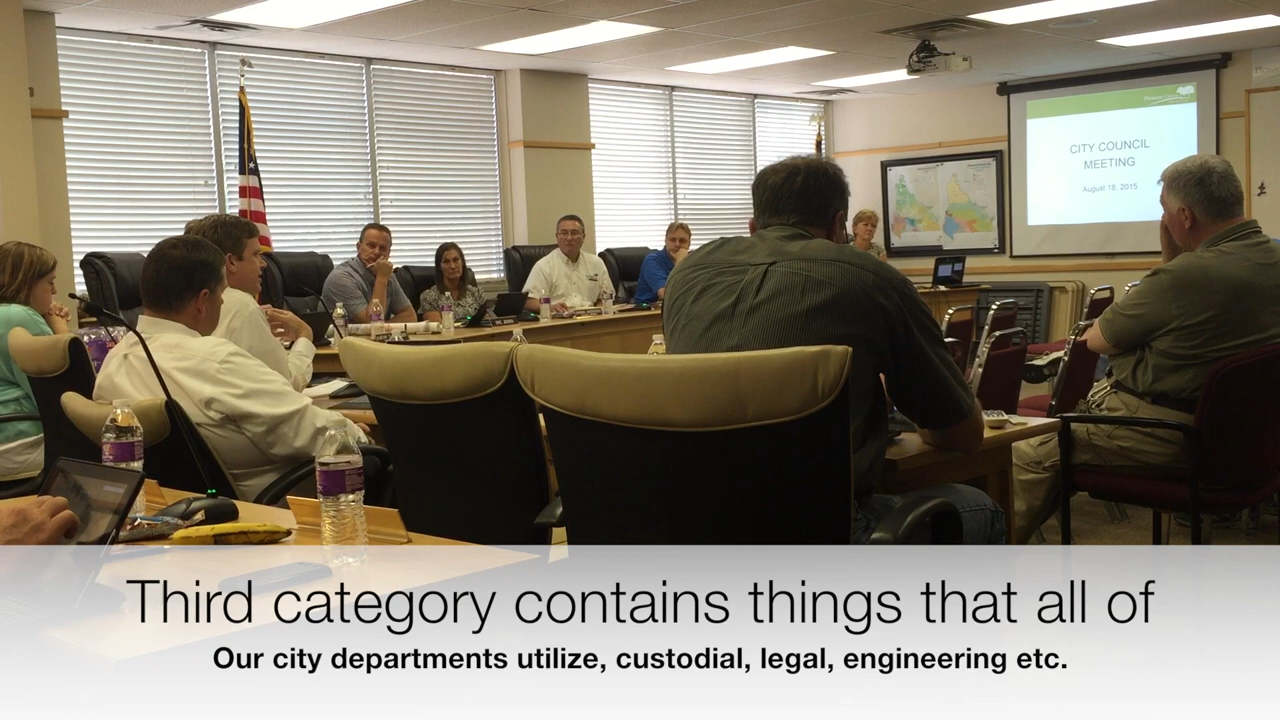 CITY COUNCIL
MEETING
August 18, 2015
Third category contains things that all of
Our city departments utilize, custodial, legal, engineering etc.